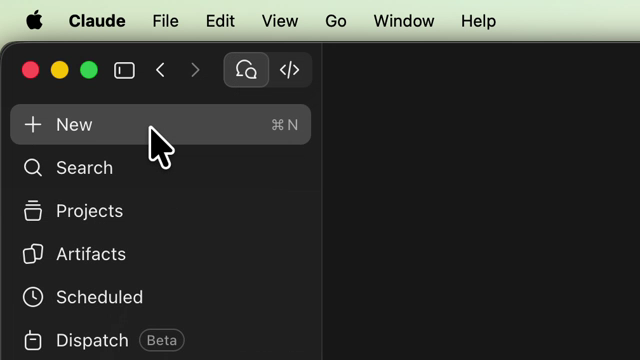 Claude File Edit View Go Window Help
New ⌘ N
Search
Projects
Artifacts
Scheduled
Dispatch Beta